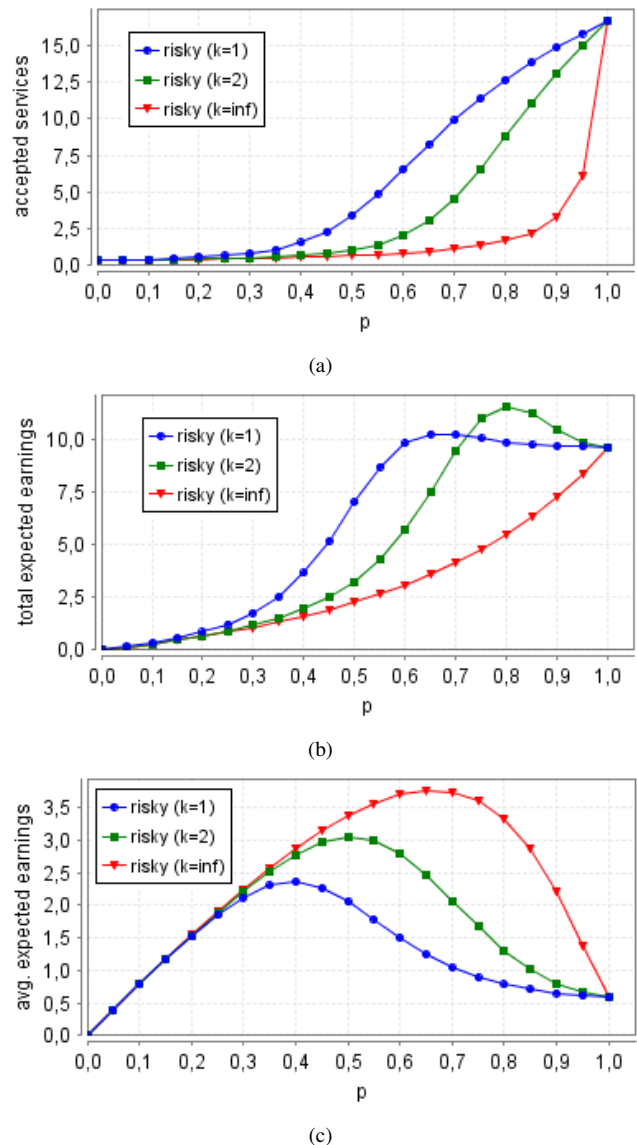 accepted services
15,0
12,5
10,0
7,5
5,0
2,5
0,0
risky (k=1)
risky (k=2)
risky (k=inf)
0,0 0,1 0,2 0,3 0,4 0,5 0,6 0,7 0,8 0,9 1,0
p
(a)
total expected earnings
10,0
7,5
5,0
2,5
0,0
risky (k=1)
risky (k=2)
risky (k=inf)
0,0 0,1 0,2 0,3 0,4 0,5 0,6 0,7 0,8 0,9 1,0
p
(b)
avg. expected earnings
3,5
3,0
2,5
2,0
1,5
1,0
0,5
0,0
risky (k=1)
risky (k=2)
risky (k=inf)
0,0 0,1 0,2 0,3 0,4 0,5 0,6 0,7 0,8 0,9 1,0
p
(c)